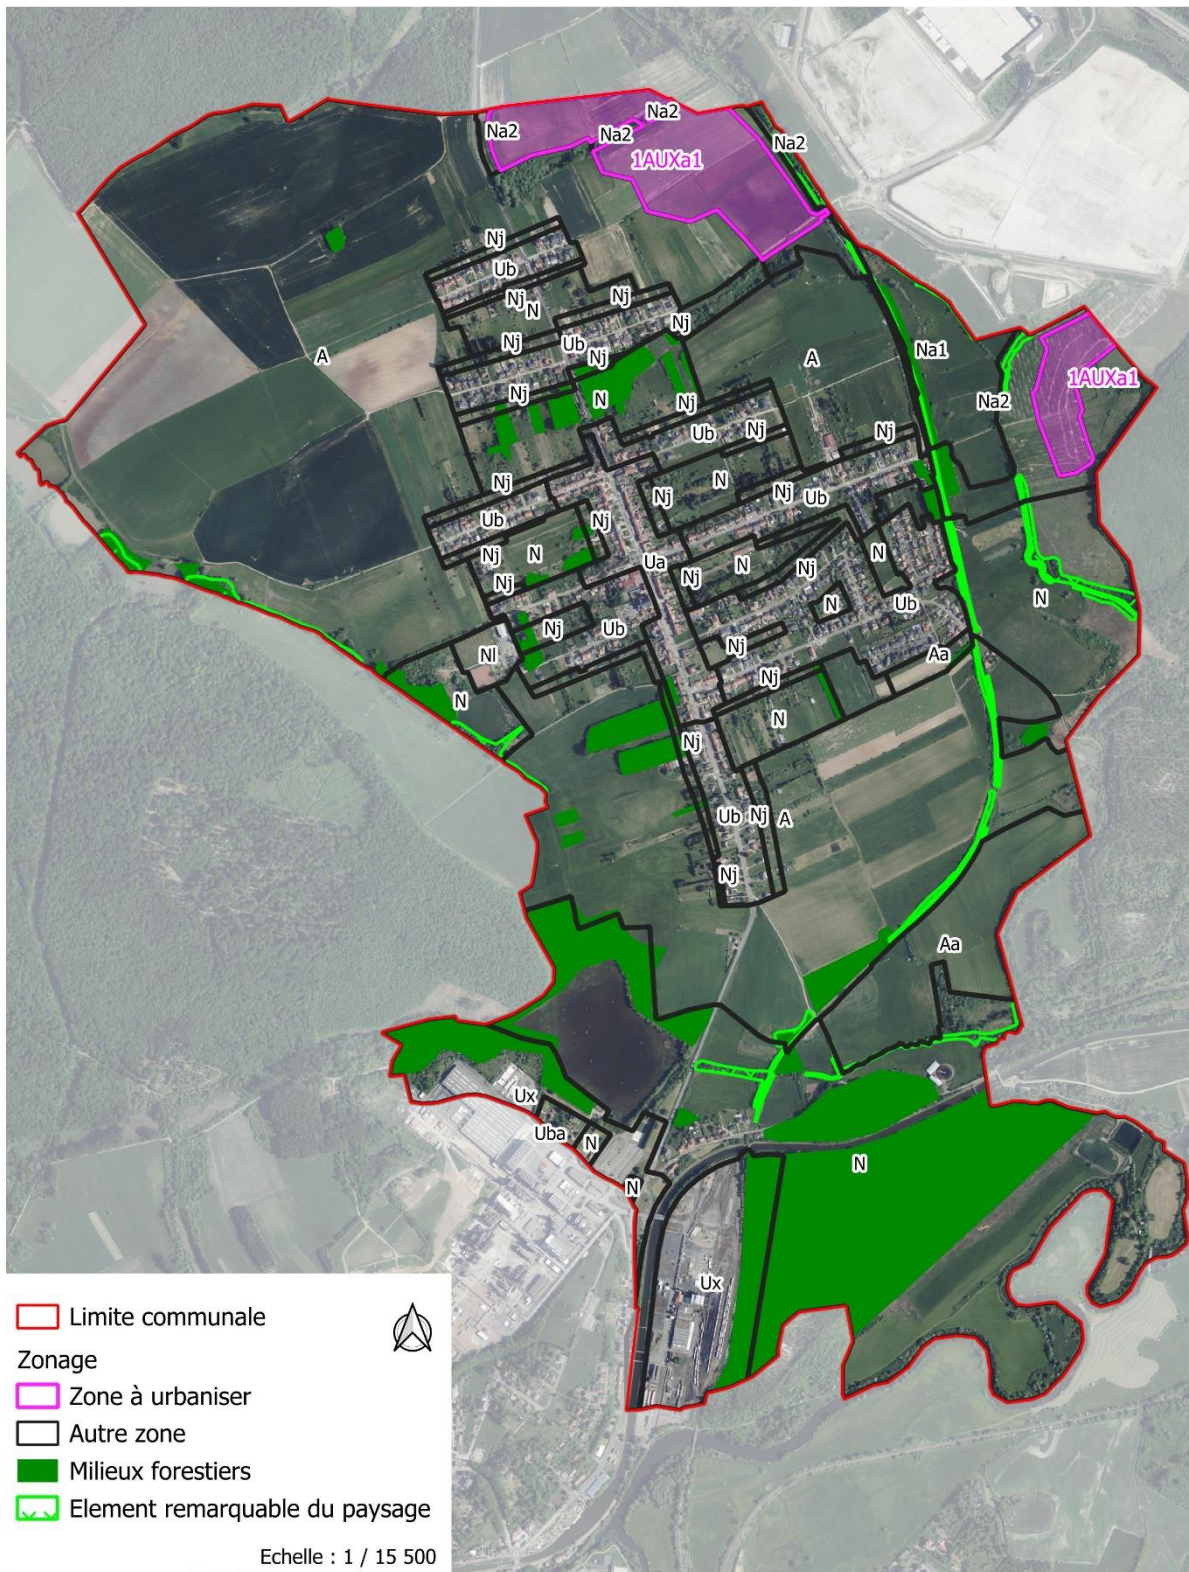 Na2
Na2
Na2
Na2
1AUXa1
Nj
Ub
Nj
N
Nj
Nj
Ub
Nj
Nj
A
A
Na1
1AUXa1
Na2
Nj
N
Nj
Ub
Nj
Nj
Nj
Ub
Nj
N
Nj
Ub
Nj
Nj
N
Ua
Nj
Nj
N
Nj
N
N
Ub
N
Nj
Nj
Ub
Nl
Nj
Nj
Aa
N
N
Nj
Ub
Nj
A
Nj
Aa
Ux
Uba
N
N
N
Ux
Limite communale
Zonage
Zone à urbaniser
Autre zone
Milieux forestiers
Element remarquable du paysage
Echelle : 1 / 15 500